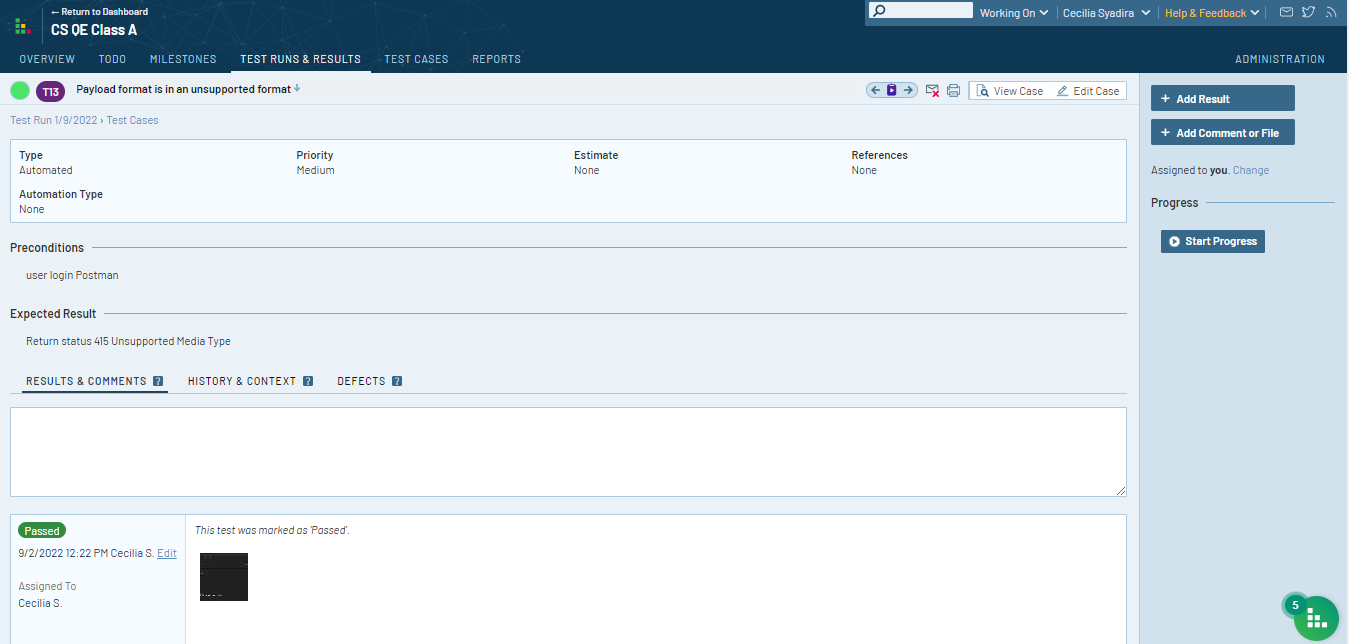 ← Return to Dashboard
CS QE Class A
Working On
Cecilia Syadira
Help & Feedback
OVERVIEW
TODO
MILESTONES
TEST RUNS & RESULTS
TEST CASES
REPORTS
ADMINISTRATION
T13
Payload format is in an unsupported format
View Case
Edit Case
Test Run 1/9/2022 › Test Cases
Type
Automated
Priority
Medium
Estimate
None
References
None
Automation Type
None
Preconditions
user login Postman
Expected Result
Return status 415 Unsupported Media Type
RESULTS & COMMENTS ?
HISTORY & CONTEXT ?
DEFECTS ?
Passed
9/2/2022 12:22 PM Cecilia S. Edit
Assigned To
Cecilia S.
This test was marked as 'Passed'.
+ Add Result
+ Add Comment or File
Assigned to you. Change
Progress
Start Progress
5